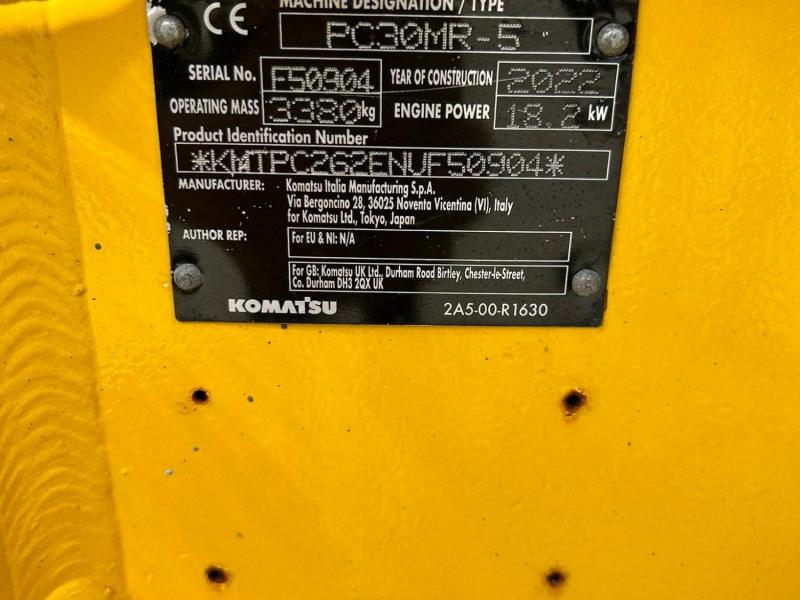 CE
MACHINE DESIGNATION / TYPE
PC30MR-5
SERIAL No. F50904 YEAR OF CONSTRUCTION 2022
OPERATING MASS 3380 kg ENGINE POWER 18.2 kW
Product Identification Number
*KMTPC262ENVF50904*
MANUFACTURER: Komatsu Italia Manufacturing S.p.A.
Via Bergoncino 28, 36025 Noventa Vicentina (VI), Italy
for Komatsu Ltd., Tokyo, Japan
AUTHOR REP: For EU & NI: N/A
For GB: Komatsu UK Ltd., Durham Road Birtley, Chester-le-Street,
Co. Durham DH3 2QX UK
KOMATSU 2A5-00-R1630